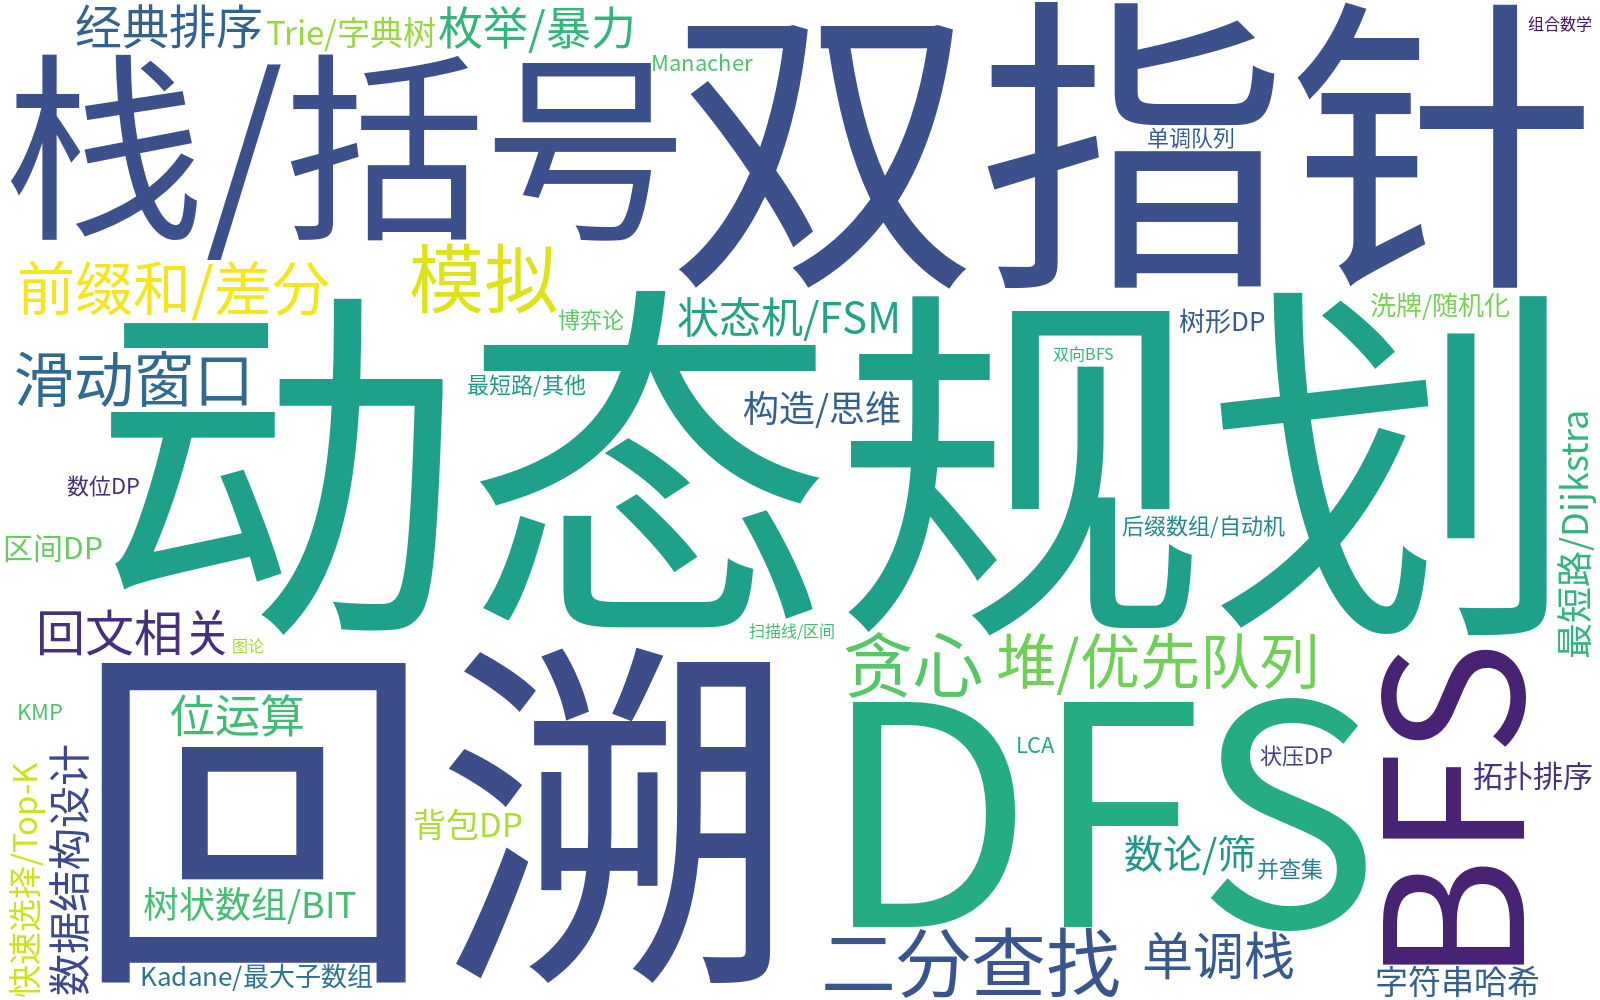 经典排序
Trie/字典树
枚举/暴力
组合数学
Manacher
栈/括号
双指针
单调队列
前缀和/差分
模拟
博弈论
状态机/FSM
树形DP
洗牌/随机化
动态规划
滑动窗口
最短路/其他
双向BFS
构造/思维
最短路/Dijkstra
数位DP
后缀数组/自动机
区间DP
回文相关
图论
扫描线/区间
贪心
堆/优先队列
回溯
KMP
位运算
DFS
LCA
状压DP
BFS
拓扑排序
快速选择/Top-K
数据结构设计
背包DP
数论/筛
并查集
树状数组/BIT
二分查找
单调栈
Kadane/最大子数组
字符串哈希